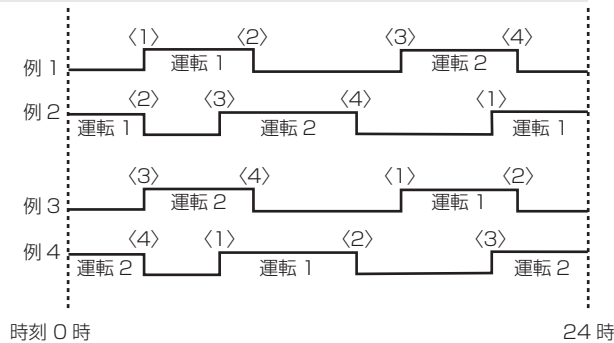 〈1〉 〈2〉 〈3〉 〈4〉
例 1 運転 1 運転 2
〈2〉 〈3〉 〈4〉 〈1〉
例 2 運転 1 運転 2 運転 1
〈3〉 〈4〉 〈1〉 〈2〉
例 3 運転 2 運転 1
〈4〉 〈1〉 〈2〉 〈3〉
例 4 運転 2 運転 1 運転 2
時刻 0 時 24 時